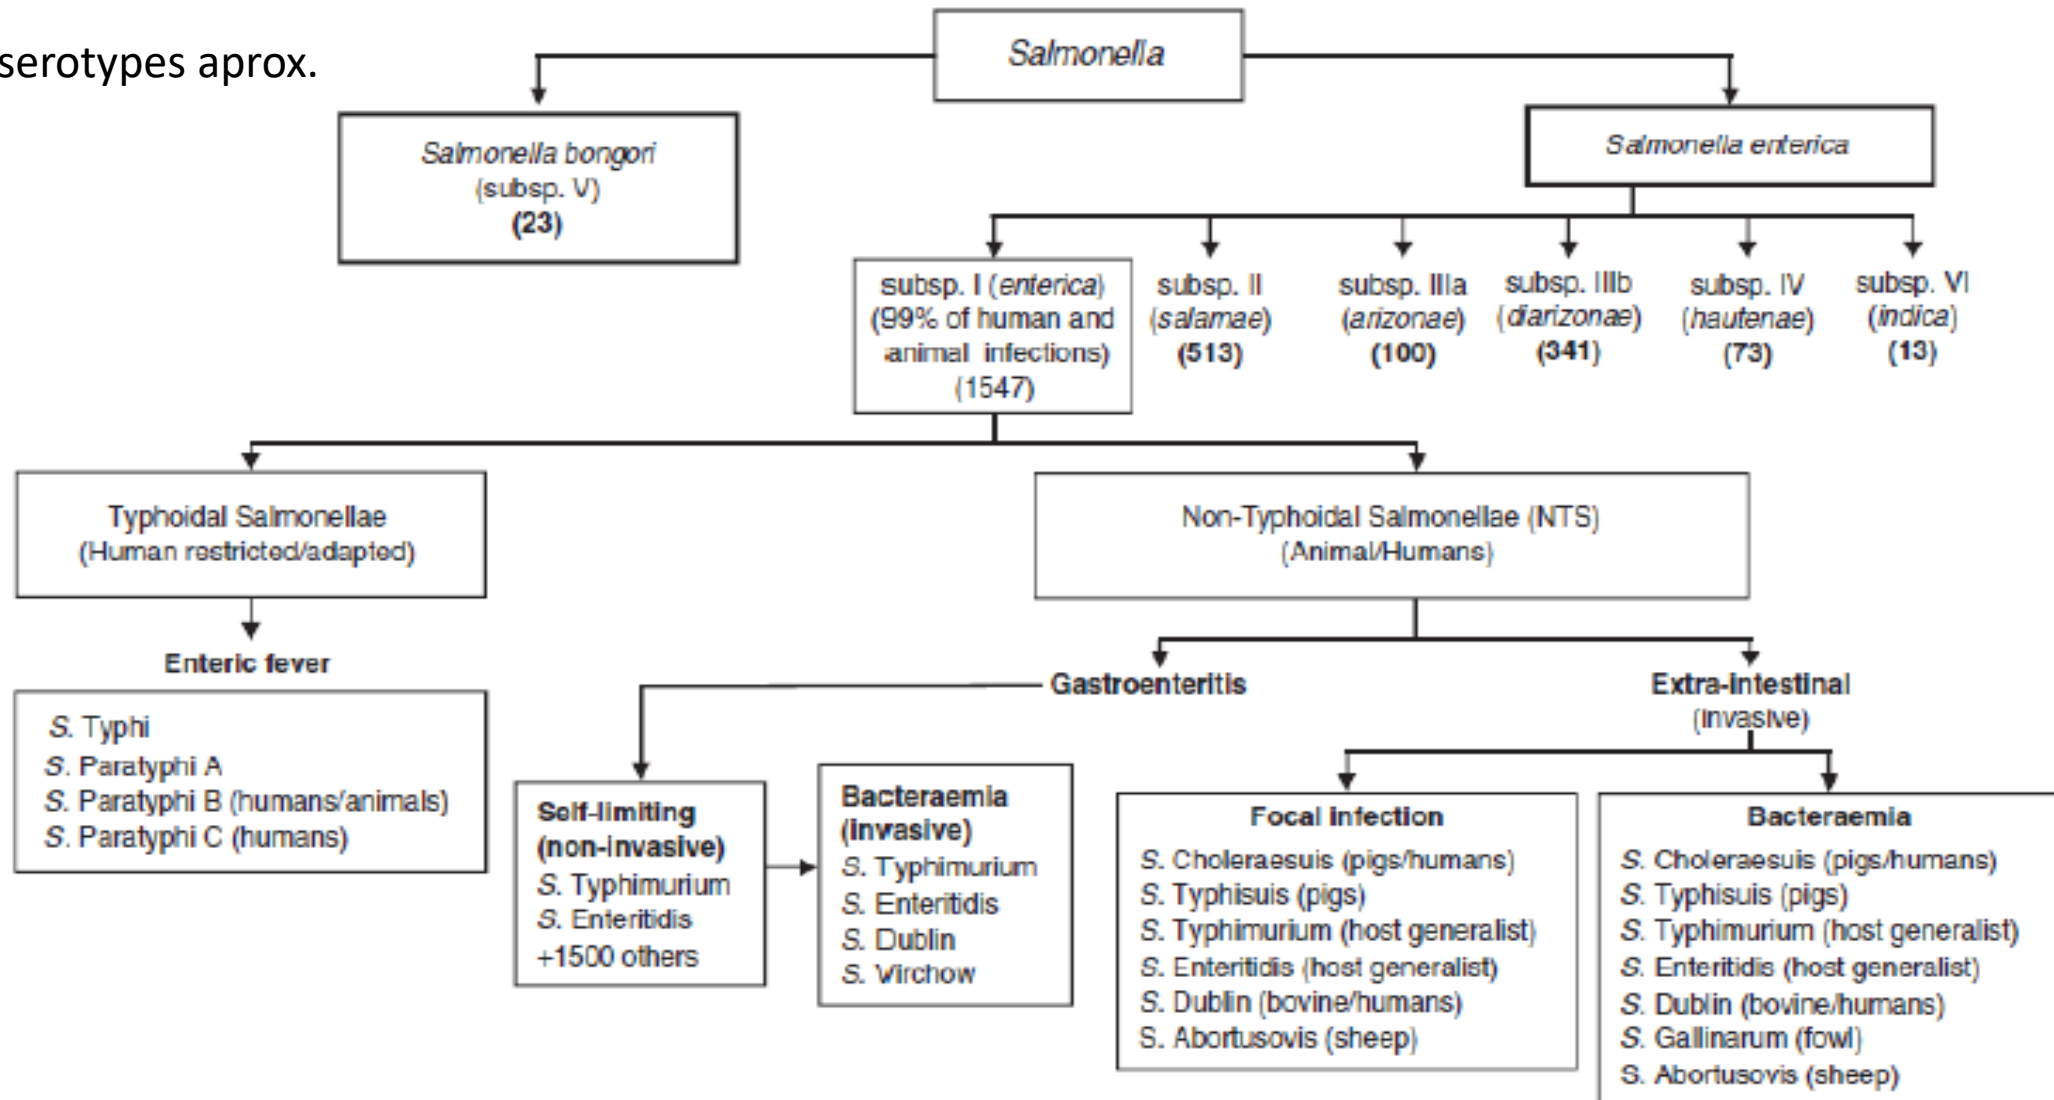 serotypes aprox.
Salmonella
Salmonella bongori
(subsp. V)
(23)
Salmonella enterica
subsp. I (enterica)
(99% of human and
animal infections)
(1547)
subsp. II
(salamae)
(513)
subsp. IIIa
(arizonae)
(100)
subsp. IIIb
(diarizonae)
(341)
subsp. IV
(hautenae)
(73)
subsp. VI
(indica)
(13)
Typhoidal Salmonellae
(Human restricted/adapted)
Non-Typhoidal Salmonellae (NTS)
(Animal/Humans)
Enteric fever
S. Typhi
S. Paratyphi A
S. Paratyphi B (humans/animals)
S. Paratyphi C (humans)
Gastroenteritis
Extra-intestinal
(invasive)
Self-limiting
(non-invasive)
S. Typhimurium
S. Enteritidis
+1500 others
Bacteraemia
(invasive)
S. Typhimurium
S. Enteritidis
S. Dublin
S. Virchow
Focal infection
S. Choleraesuis (pigs/humans)
S. Typhisuis (pigs)
S. Typhimurium (host generalist)
S. Enteritidis (host generalist)
S. Dublin (bovine/humans)
S. Abortusovis (sheep)
Bacteraemia
S. Choleraesuis (pigs/humans)
S. Typhisuis (pigs)
S. Typhimurium (host generalist)
S. Enteritidis (host generalist)
S. Dublin (bovine/humans)
S. Gallinarum (fowl)
S. Abortusovis (sheep)